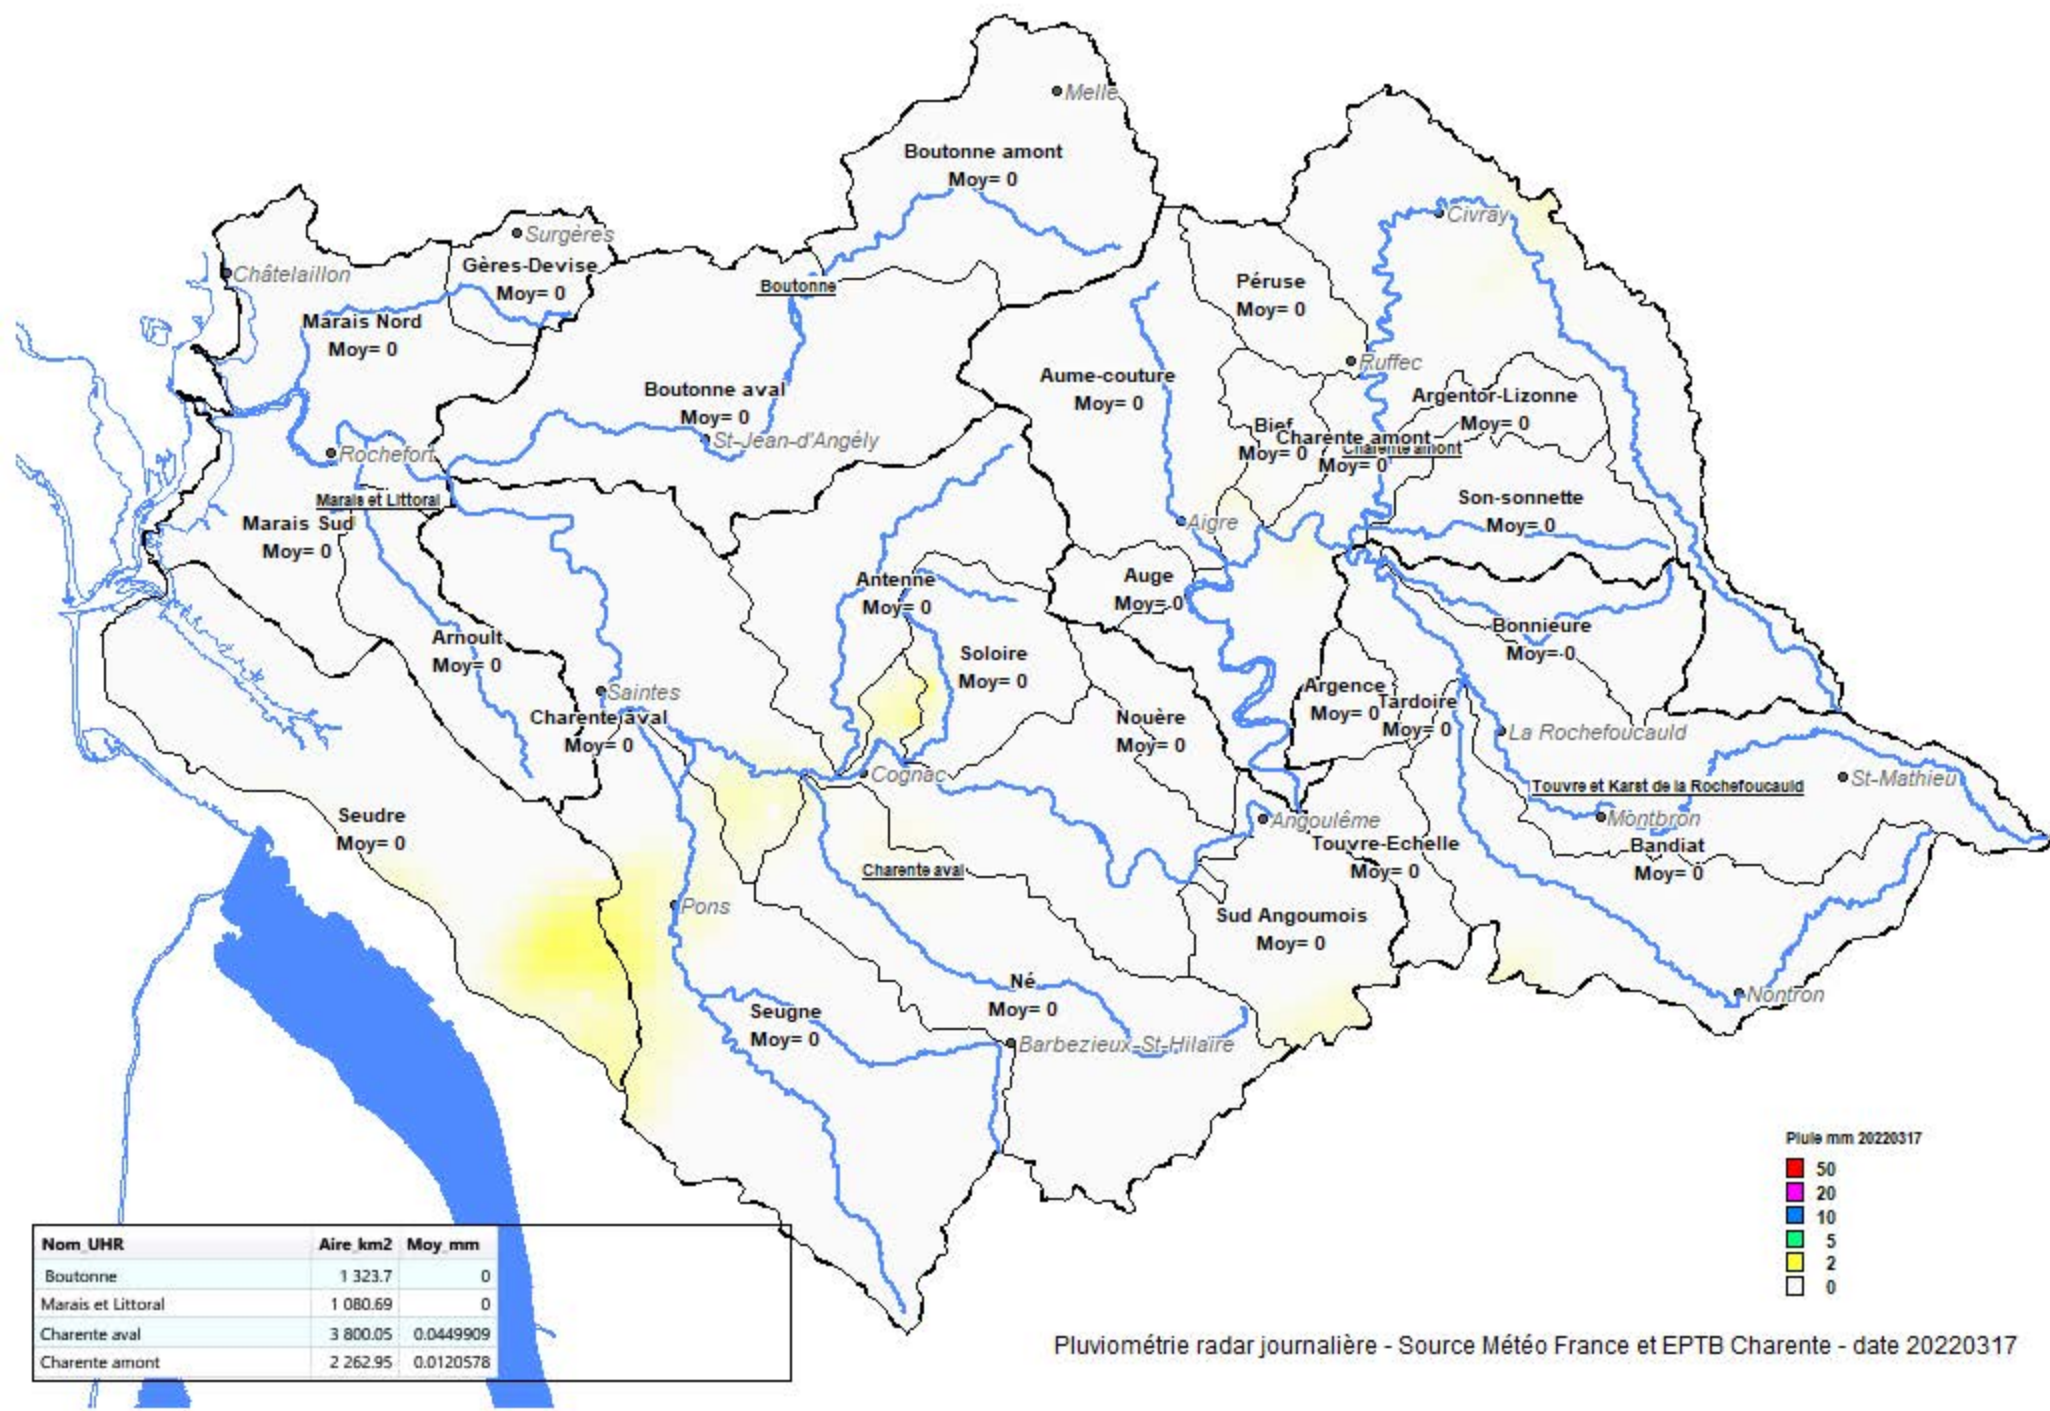 Melle
Boutonne amont
Moy= 0
Civray
Surgères
Châtelaillon
Gères-Devise
Moy= 0
Boutonne
Péruse
Moy= 0
Marais Nord
Moy= 0
Ruffec
Boutonne aval
Moy= 0
Aume-couture
Moy= 0
Argentor-Lizonne
Moy= 0
St-Jean-d'Angély
Bief
Moy= 0
Charente amont
Moy= 0
Charente amont
Rochefort
Marais et Littoral
Marais Sud
Moy= 0
Son-sonnette
Moy= 0
Aigre
Antenne
Moy= 0
Auge
Moy= 0
Arnoult
Moy= 0
Soloire
Moy= 0
Bonnieure
Moy= 0
Saintes
Charente aval
Moy= 0
Nouère
Moy= 0
Argence
Moy= 0
Tardoire
Moy= 0
La Rochefoucauld
Cognac
Touvre et Karst de la Rochefoucauld
St-Mathieu
Seudre
Moy= 0
Angoulême
Montbron
Touvre-Echelle
Moy= 0
Bandiat
Moy= 0
Charente aval
Pons
Sud Angoumois
Moy= 0
Né
Moy= 0
Nontron
Seugne
Moy= 0
Barbezieux-St-Hilaire
Pluie mm 20220317
50
20
10
5
2
0
Nom_UHR Aire_km2 Moy_mm
Boutonne 1 323.7 0
Marais et Littoral 1 080.69 0
Charente aval 3 800.05 0.0449909
Charente amont 2 262.95 0.0120578
Pluviométrie radar journalière - Source Météo France et EPTB Charente - date 20220317